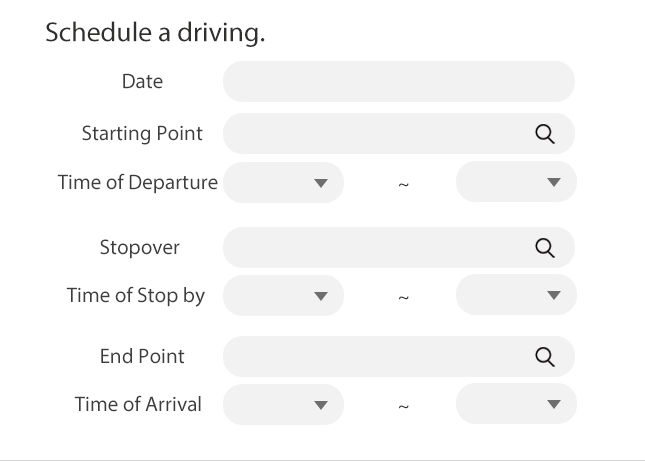 Schedule a driving.
Date
Starting Point
Time of Departure ~
Stopover
Time of Stop by ~
End Point
Time of Arrival ~